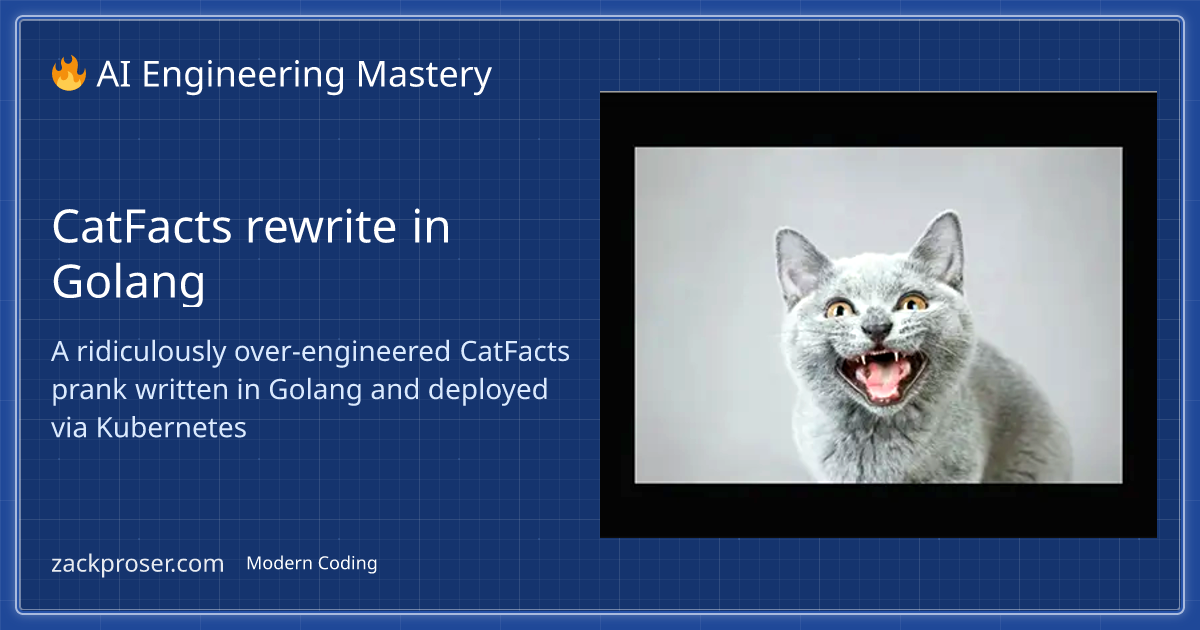 🔥 AI Engineering Mastery
CatFacts rewrite in
Golang
A ridiculously over-engineered CatFacts
prank written in Golang and deployed
via Kubernetes
zackproser.com Modern Coding